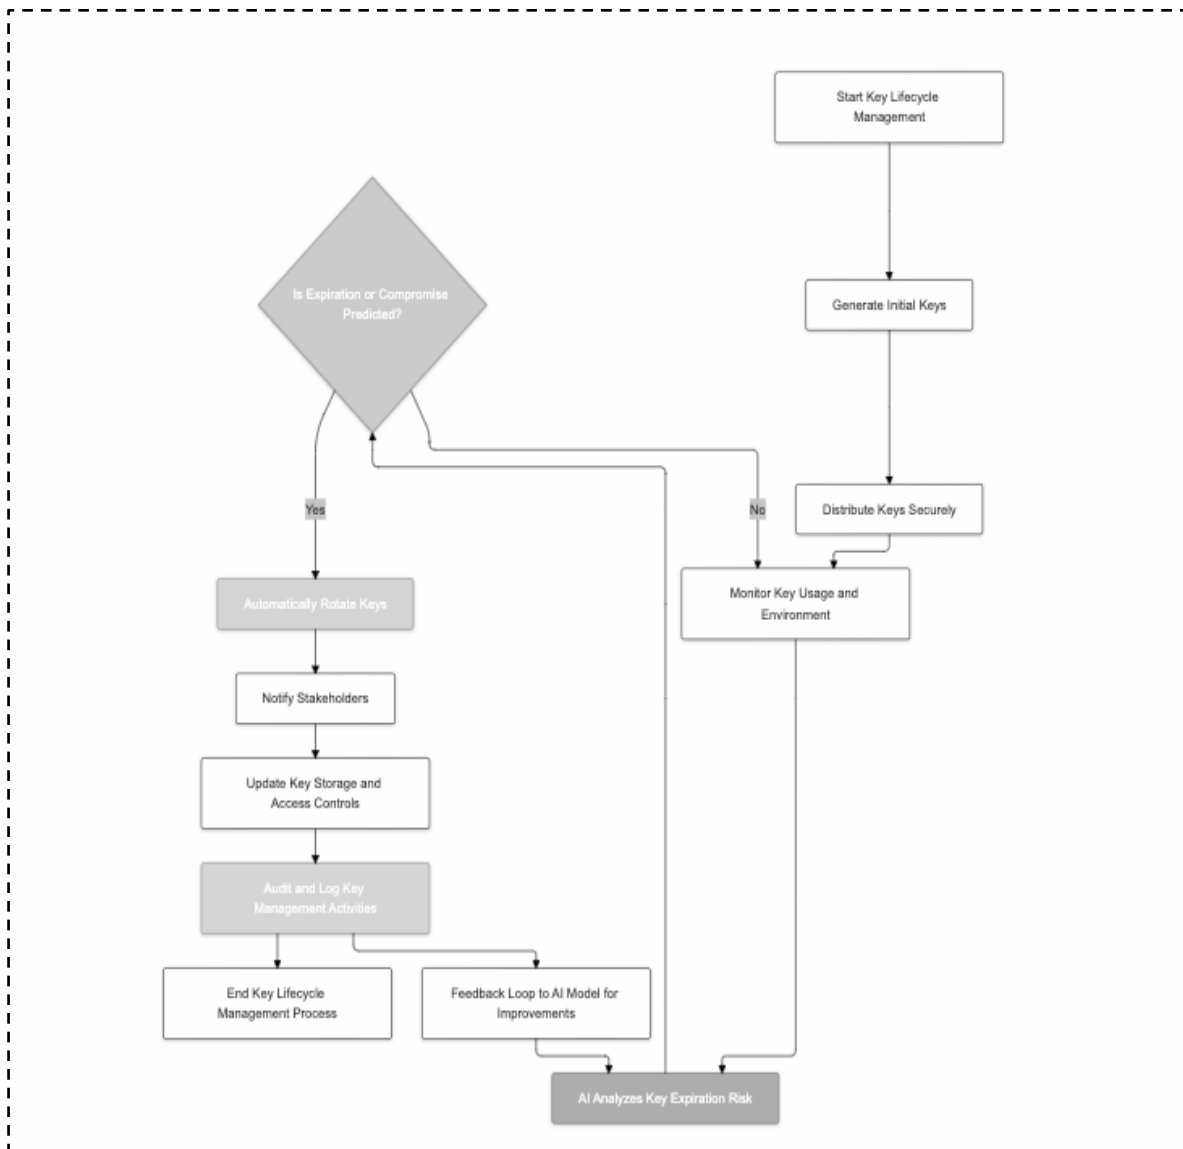 Start Key Lifecycle
Management
Is Expiration or Compromise
Predicted?
Generate Initial Keys
Yes
No
Distribute Keys Securely
Monitor Key Usage and
Environment
Automatically Rotate Keys
Notify Stakeholders
Update Key Storage and
Access Controls
Audit and Log Key
Management Activities
End Key Lifecycle
Management Process
Feedback Loop to AI Model for
Improvements
AI Analyzes Key Expiration Risk